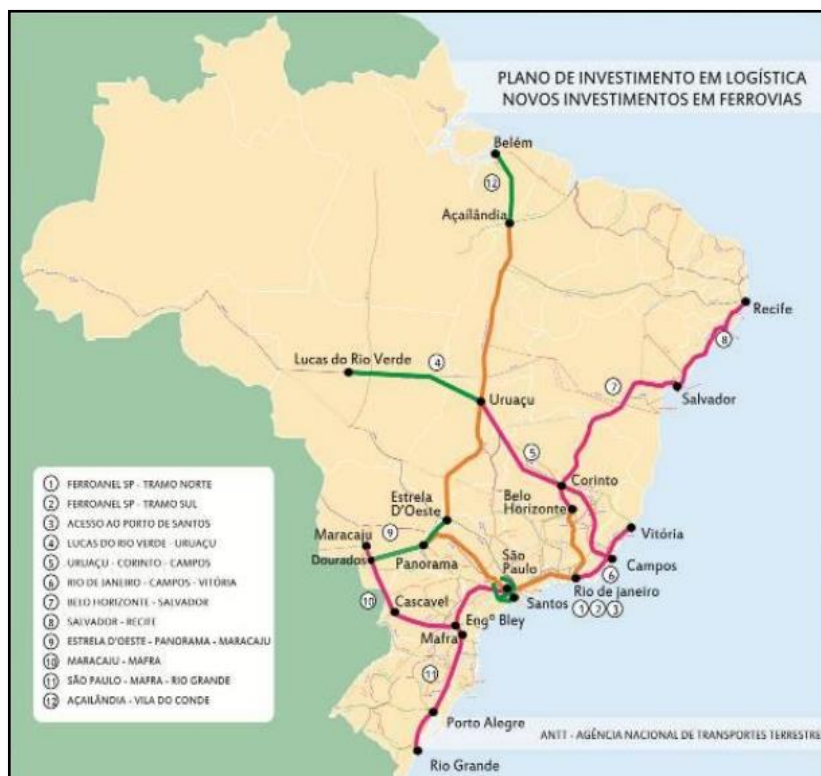 PLANO DE INVESTIMENTO EM LOGÍSTICA
NOVOS INVESTIMENTOS EM FERROVIAS
Belém
12
Açailândia
Recife
8
Lucas do Rio Verde
4
7
Salvador
Uruaçu
5
Corinto
Belo
Horizonte
Estrela
D'Oeste
Vitória
Maracaju
9
Dourados
Panorama
São
Paulo
Campos
6
Rio de janeiro
Santos
1 2 3
10
Cascavel
Engº Bley
Mafra
11
Porto Alegre
Rio Grande
1 FERROANEL SP - TRAMO NORTE
2 FERROANEL SP - TRAMO SUL
3 ACESSO AO PORTO DE SANTOS
4 LUCAS DO RIO VERDE - URUAÇU
5 URUAÇU - CORINTO - CAMPOS
6 RIO DE JANEIRO - CAMPOS - VITÓRIA
7 BELO HORIZONTE - SALVADOR
8 SALVADOR - RECIFE
9 ESTRELA D'OESTE - PANORAMA - MARACAJU
10 MARACAJU - MAFRA
11 SÃO PAULO - MAFRA - RIO GRANDE
12 AÇAILÂNDIA - VILA DO CONDE
ANTT - AGÊNCIA NACIONAL DE TRANSPORTES TERRESTRE